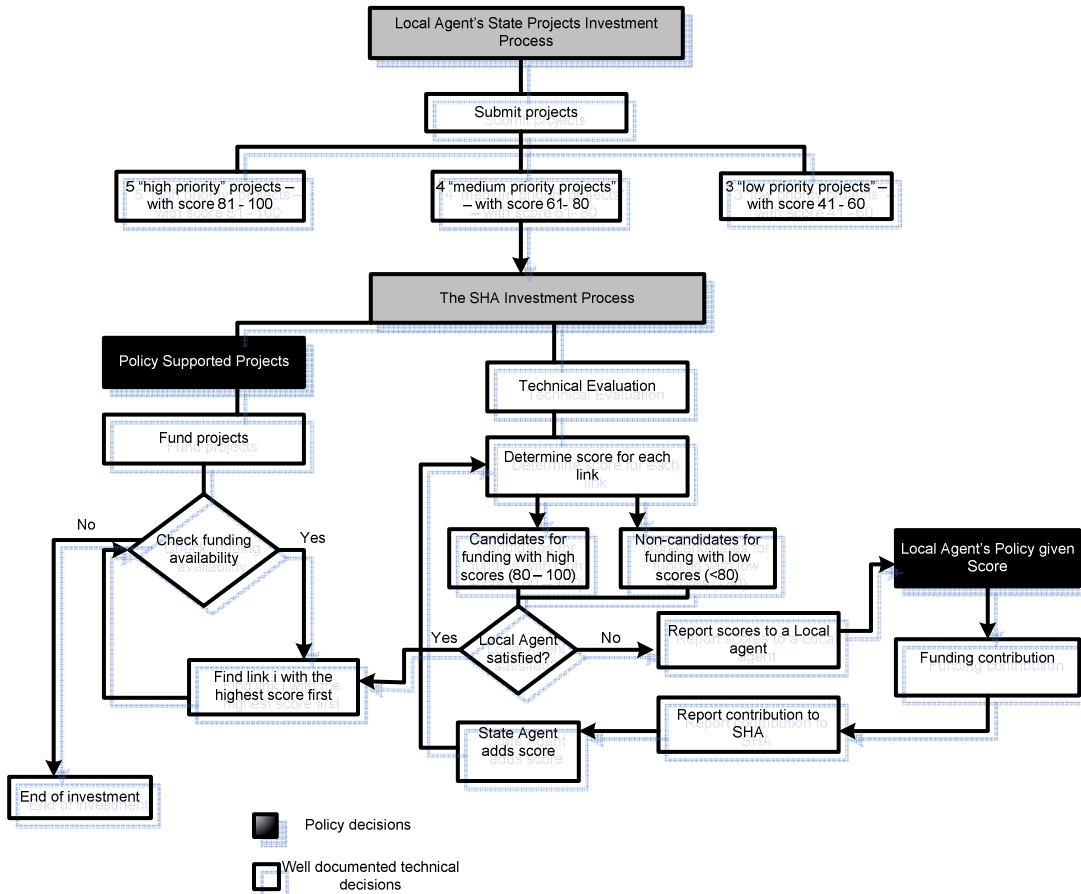 Local Agent's State Projects Investment
Process
Submit projects
5 “high priority” projects –
with score 81 - 100
4 “medium priority projects”
– with score 61- 80
3 “low priority projects” –
with score 41 - 60
The SHA Investment Process
Policy Supported Projects
Technical Evaluation
Fund projects
Determine score for each
link
No
Check funding
availability
Yes
Candidates for
funding with high
scores (80 – 100)
Non-candidates for
funding with low
scores (<80)
Local Agent's Policy given
Score
Yes
Local Agent
satisfied?
No
Report scores to a Local
agent
Funding contribution
Find link i with the
highest score first
State Agent
adds score
Report contribution to
SHA
End of investment
Policy decisions
Well documented technical
decisions